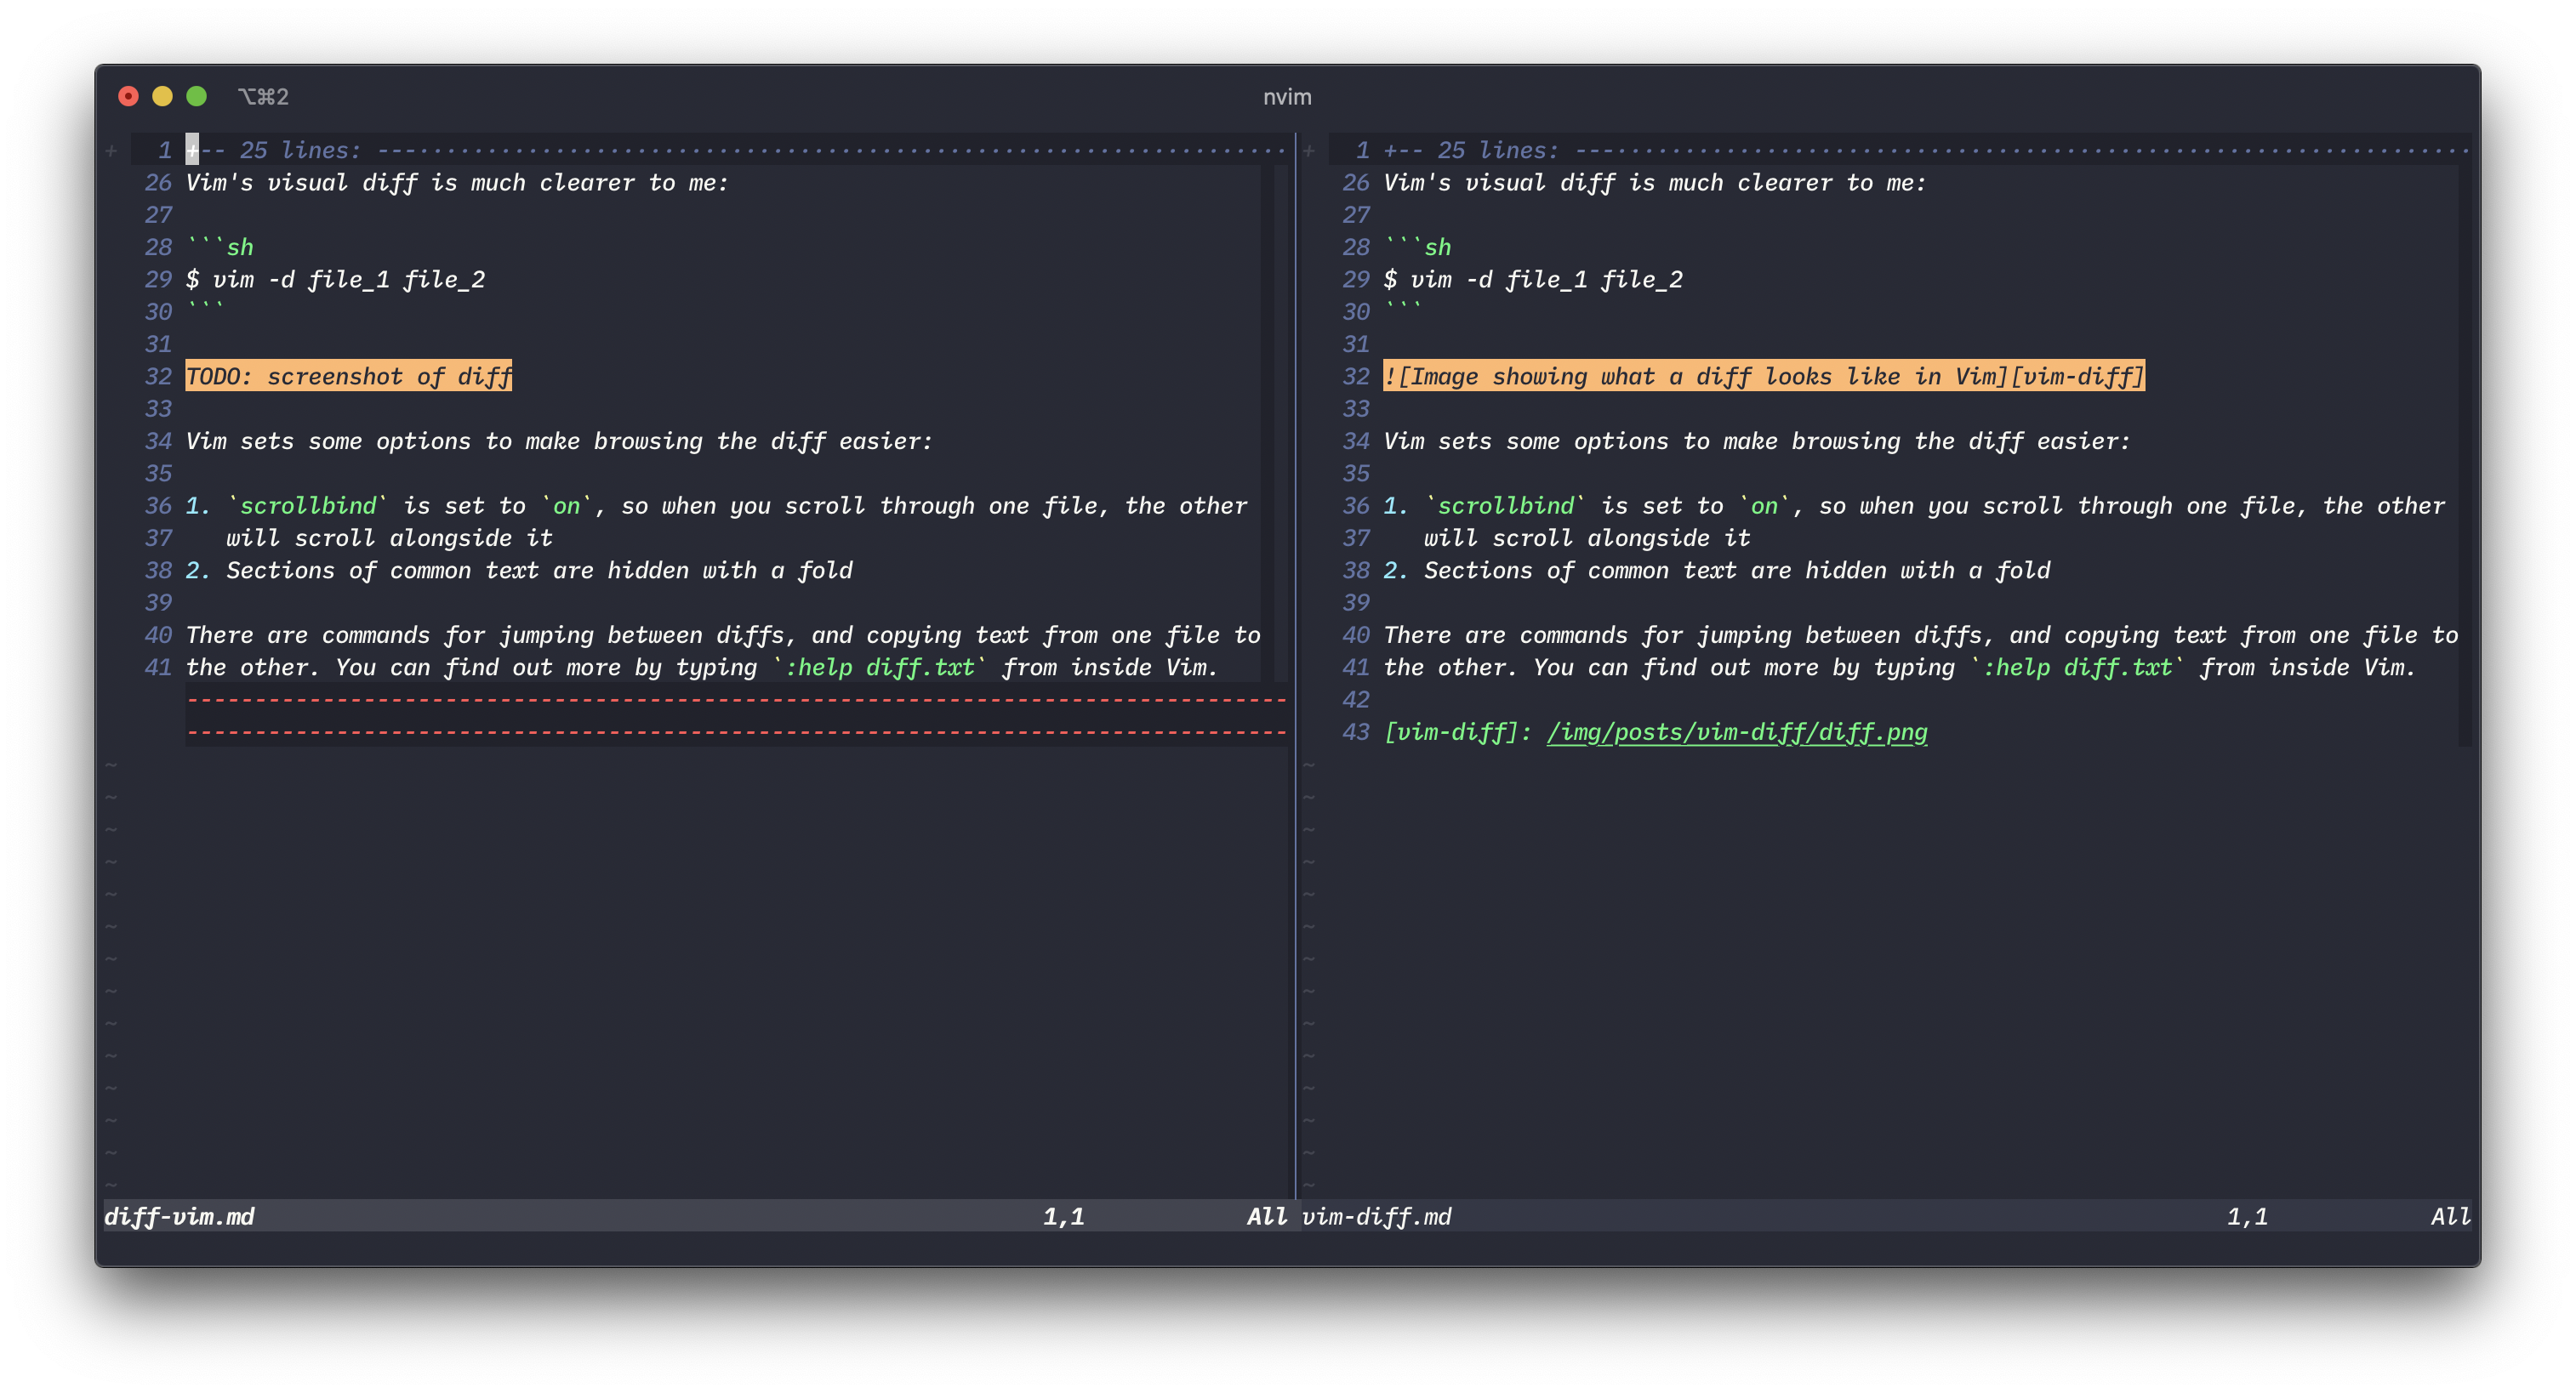 ⌥⌘2
nvim
+ 1 +-- 25 lines: ---·······························································
26 Vim's visual diff is much clearer to me:
27
28 ```sh
29 $ vim -d file_1 file_2
30 ```
31
32 TODO: screenshot of diff
33
34 Vim sets some options to make browsing the diff easier:
35
36 1. `scrollbind` is set to `on`, so when you scroll through one file, the other
37    will scroll alongside it
38 2. Sections of common text are hidden with a fold
39
40 There are commands for jumping between diffs, and copying text from one file to
41 the other. You can find out more by typing `:help diff.txt` from inside Vim.
---------------------------------------------------------------------------------
---------------------------------------------------------------------------------
~
~
~
~
~
~
~
~
~
~
~
~
~
~
diff-vim.md 1,1 All
+ 1 +-- 25 lines: ---·······························································
26 Vim's visual diff is much clearer to me:
27
28 ```sh
29 $ vim -d file_1 file_2
30 ```
31
32 ![Image showing what a diff looks like in Vim][vim-diff]
33
34 Vim sets some options to make browsing the diff easier:
35
36 1. `scrollbind` is set to `on`, so when you scroll through one file, the other
37    will scroll alongside it
38 2. Sections of common text are hidden with a fold
39
40 There are commands for jumping between diffs, and copying text from one file to
41 the other. You can find out more by typing `:help diff.txt` from inside Vim.
42
43 [vim-diff]: /img/posts/vim-diff/diff.png
~
~
~
~
~
~
~
~
~
~
~
~
~
~
vim-diff.md 1,1 All